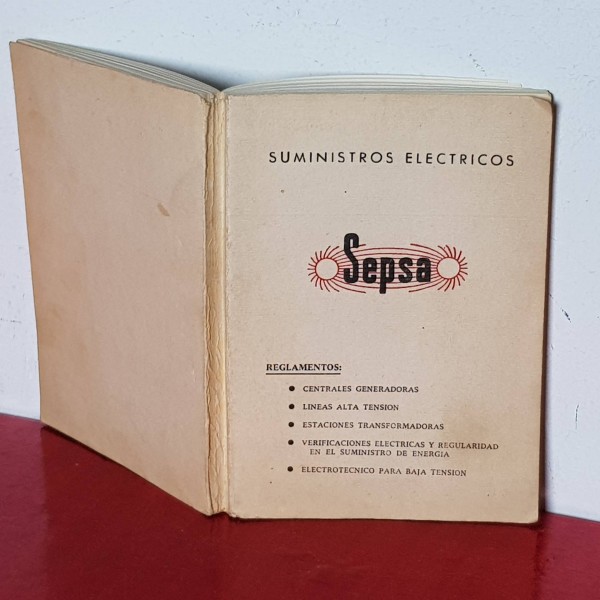 SUMINISTROS ELECTRICOS
Sepsa
REGLAMENTOS:
● CENTRALES GENERADORAS
● LINEAS ALTA TENSION
● ESTACIONES TRANSFORMADORAS
● VERIFICACIONES ELECTRICAS Y REGULARIDAD
EN EL SUMINISTRO DE ENERGIA
● ELECTROTECNICO PARA BAJA TENSION